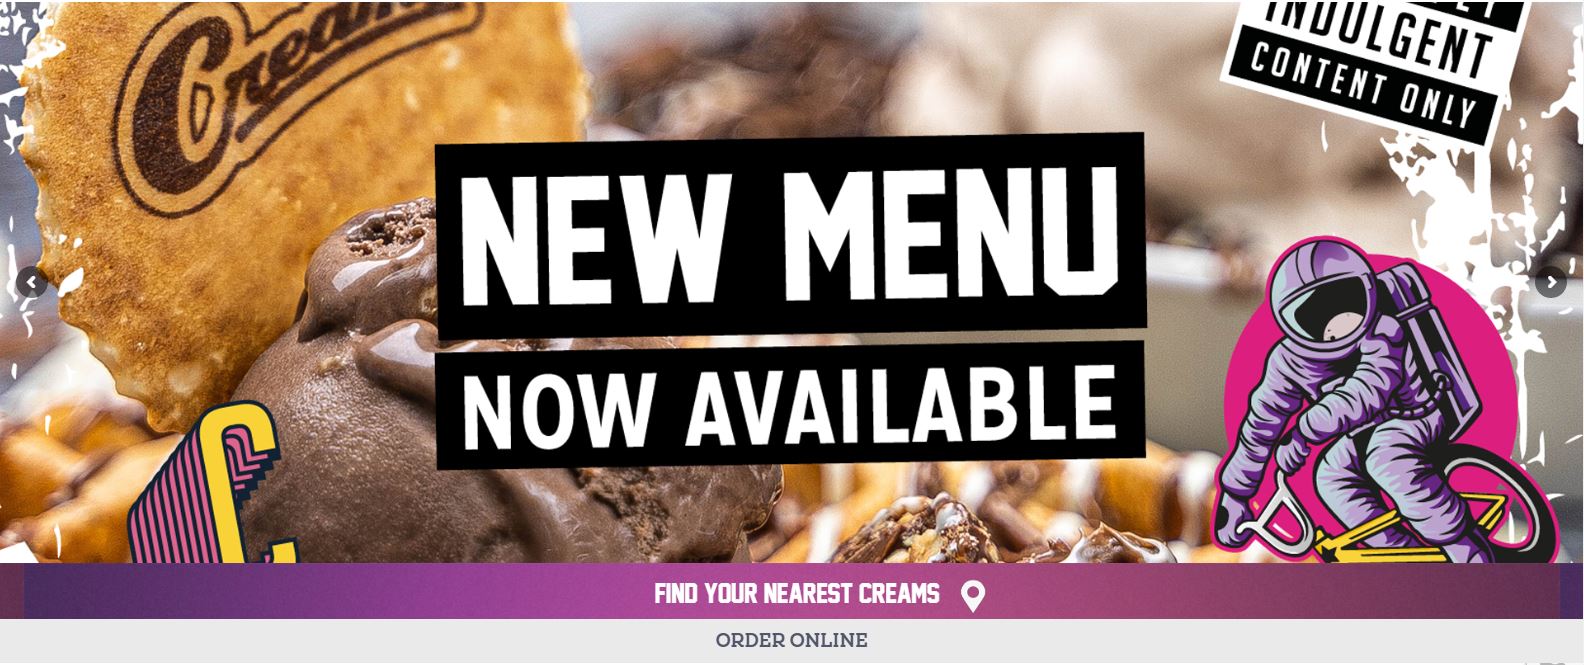 Creams
INDULGENT
CONTENT ONLY
NEW MENU
NOW AVAILABLE
C
FIND YOUR NEAREST CREAMS
ORDER ONLINE